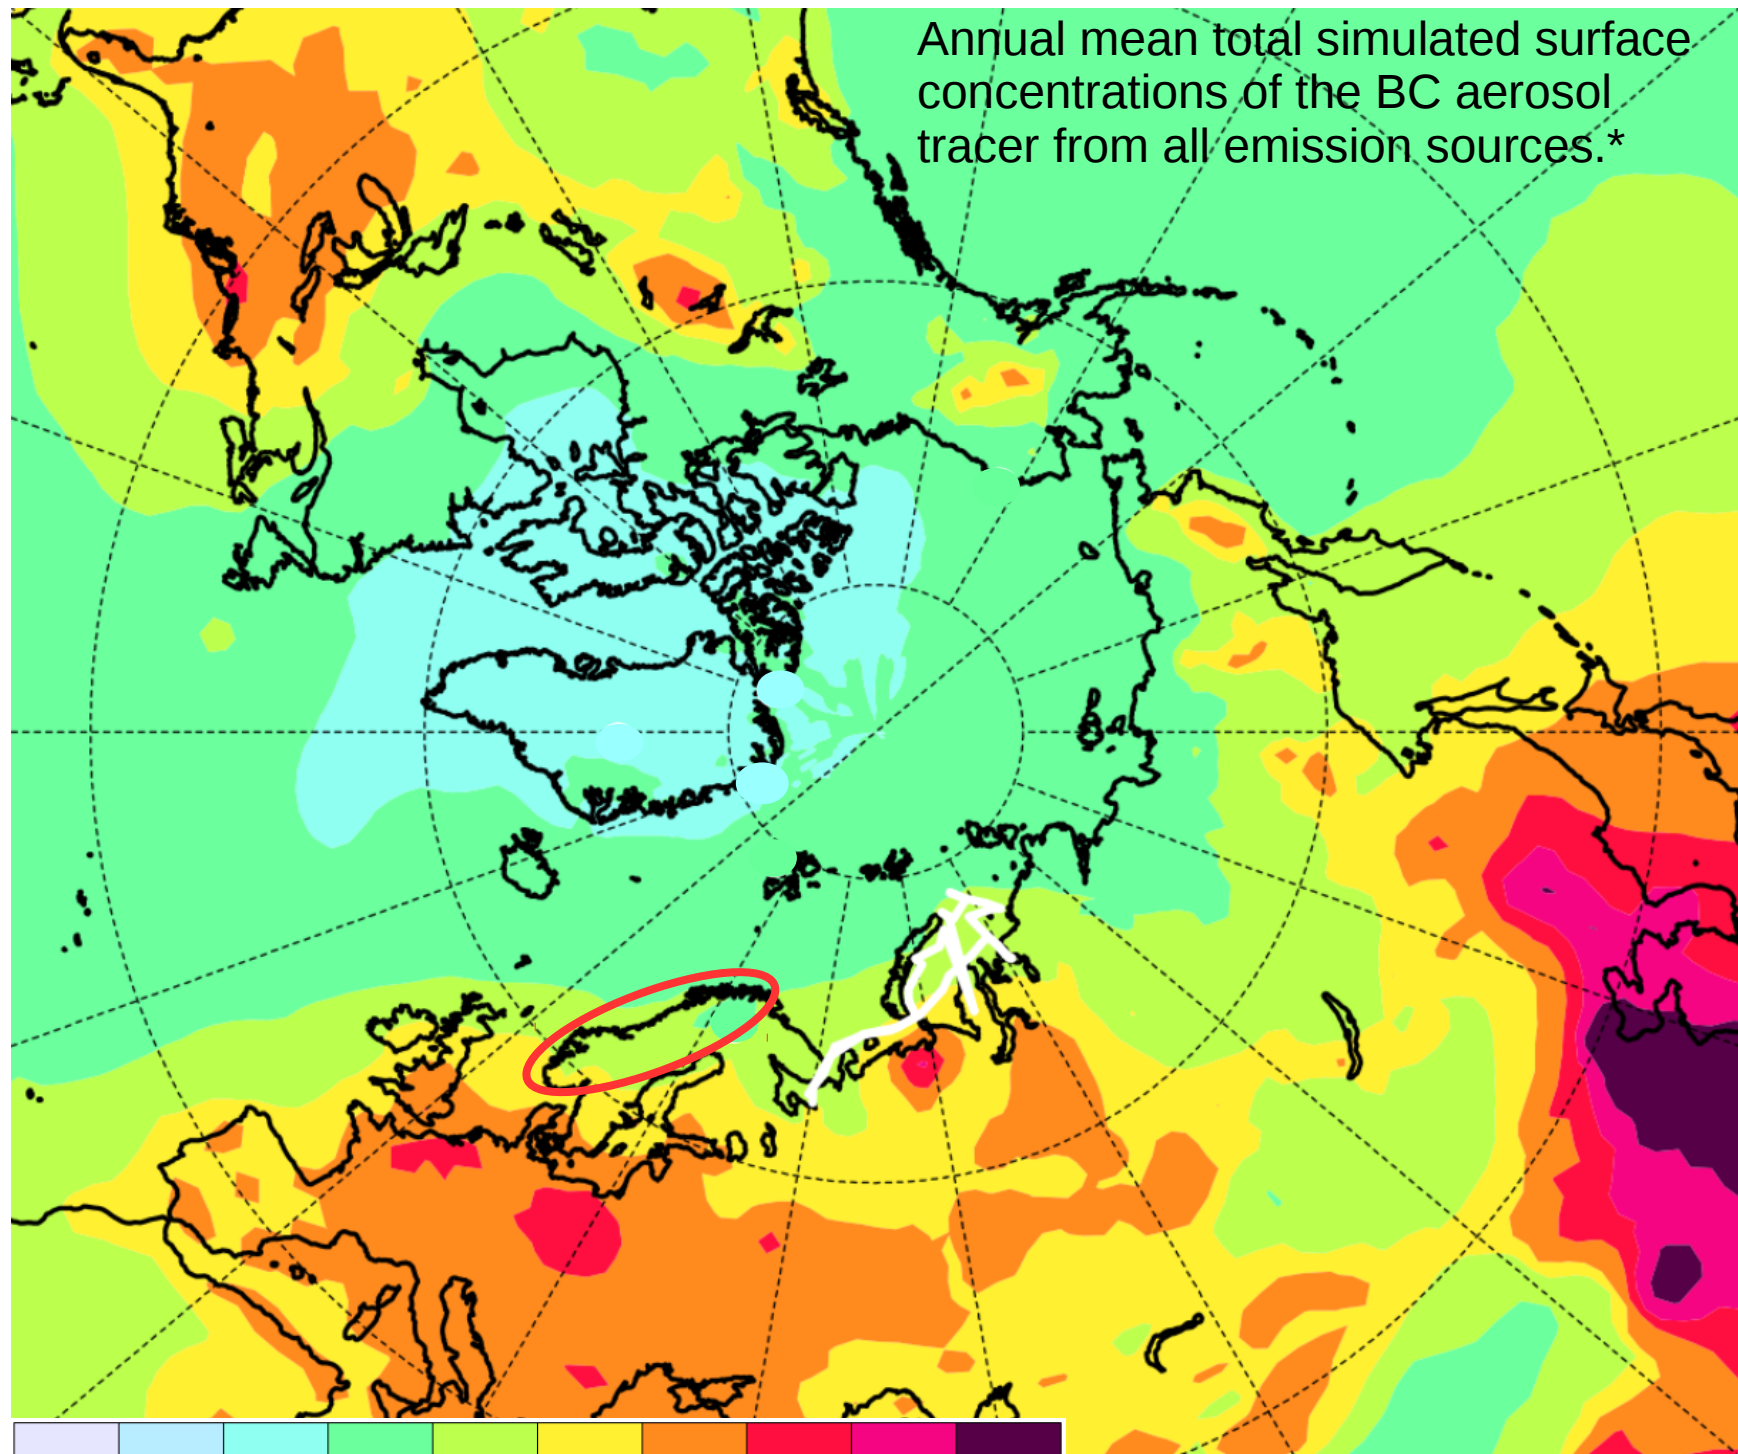 Annual mean total simulated surface
concentrations of the BC aerosol
tracer from all emission sources.*